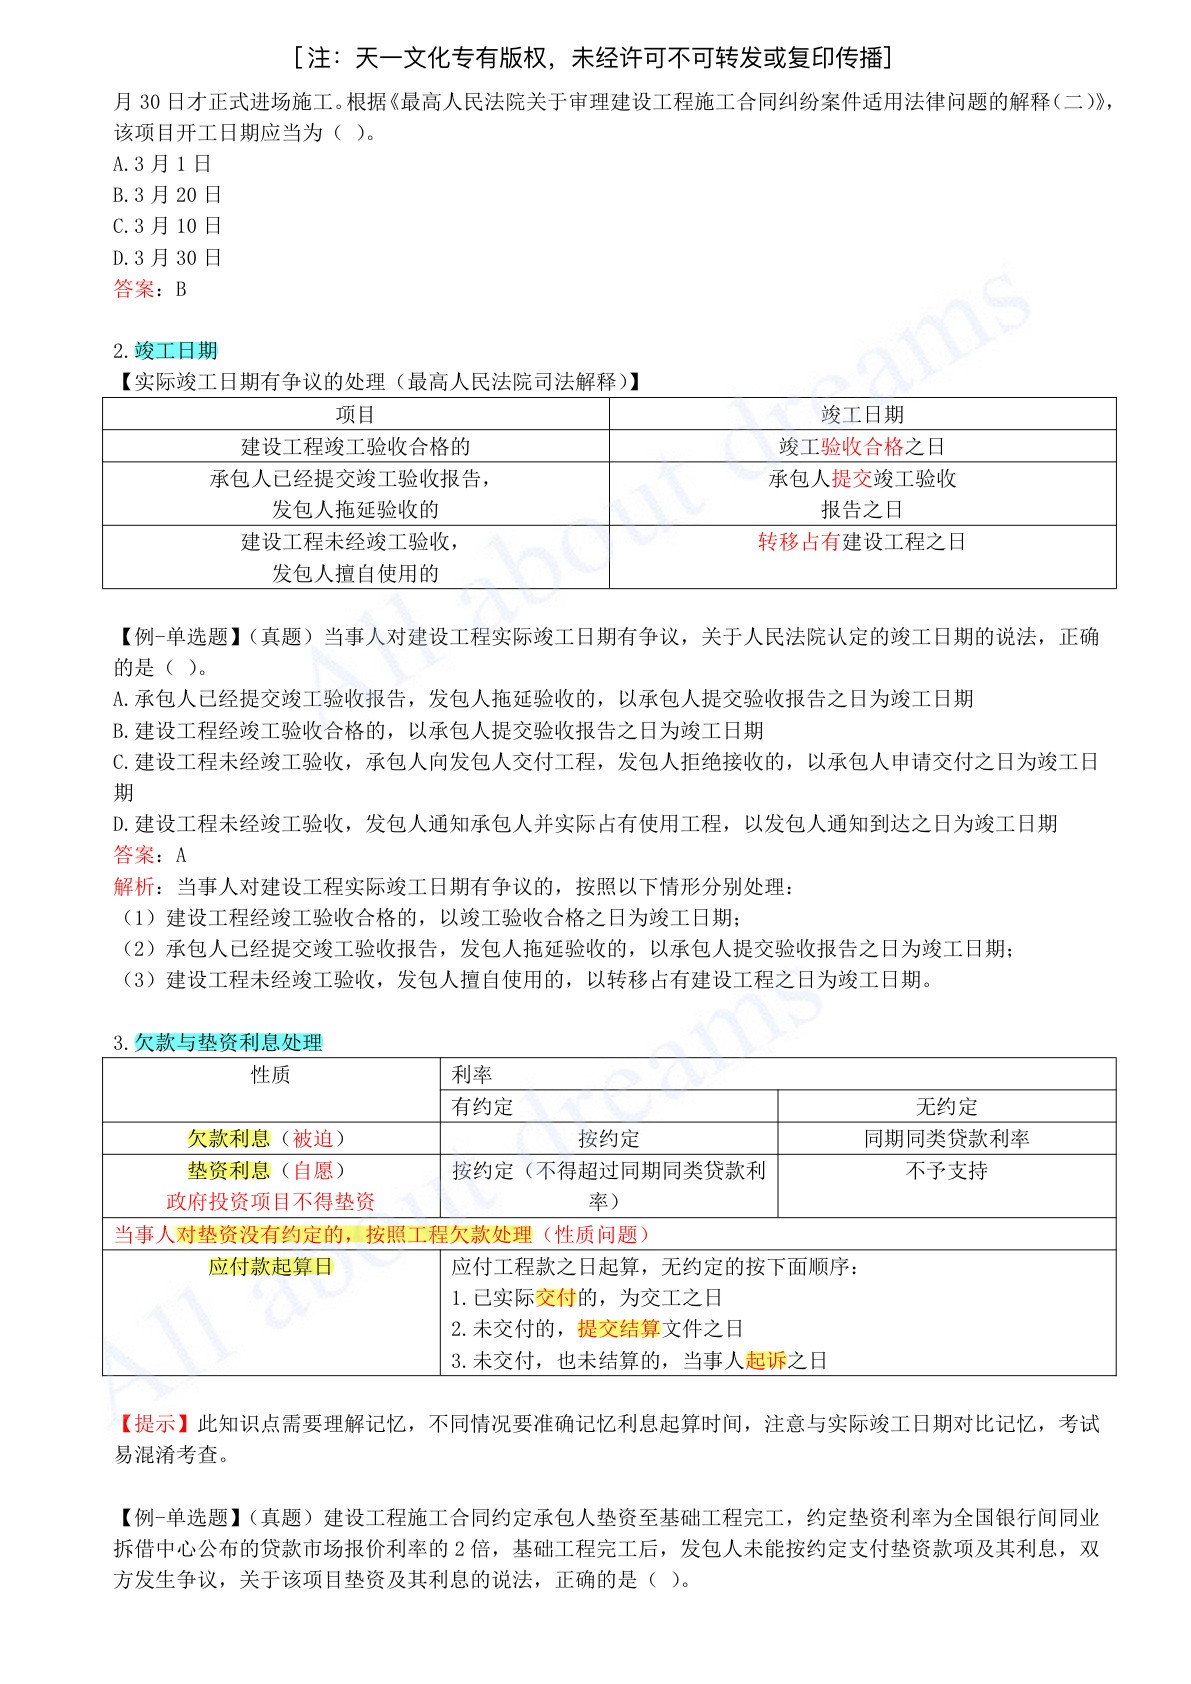 [注：天一文化专有版权，未经许可不可转发或复印传播]
月 30 日才正式进场施工。根据《最高人民法院关于审理建设工程施工合同纠纷案件适用法律问题的解释（二）》，
该项目开工日期应当为（ ）。
A.3 月 1 日
B.3 月 20 日
C.3 月 10 日
D.3 月 30 日
答案：B
2.竣工日期
【实际竣工日期有争议的处理（最高人民法院司法解释）】
项目 竣工日期
建设工程竣工验收合格的 竣工验收合格之日
承包人已经提交竣工验收报告， 承包人提交竣工验收
发包人拖延验收的 报告之日
建设工程未经竣工验收， 转移占有建设工程之日
发包人擅自使用的
【例-单选题】（真题）当事人对建设工程实际竣工日期有争议，关于人民法院认定的竣工日期的说法，正确
的是（ ）。
A.承包人已经提交竣工验收报告，发包人拖延验收的，以承包人提交验收报告之日为竣工日期
B.建设工程经竣工验收合格的，以承包人提交验收报告之日为竣工日期
C.建设工程未经竣工验收，承包人向发包人交付工程，发包人拒绝接收的，以承包人申请交付之日为竣工日
期
D.建设工程未经竣工验收，发包人通知承包人并实际占有使用工程，以发包人通知到达之日为竣工日期
答案：A
解析：当事人对建设工程实际竣工日期有争议的，按照以下情形分别处理：
（1）建设工程经竣工验收合格的，以竣工验收合格之日为竣工日期；
（2）承包人已经提交竣工验收报告，发包人拖延验收的，以承包人提交验收报告之日为竣工日期；
（3）建设工程未经竣工验收，发包人擅自使用的，以转移占有建设工程之日为竣工日期。
3.欠款与垫资利息处理
性质 利率
有约定 无约定
欠款利息（被迫） 按约定 同期同类贷款利率
垫资利息（自愿） 按约定（不得超过同期同类贷款利 不予支持
政府投资项目不得垫资 率）
当事人对垫资没有约定的，按照工程欠款处理（性质问题）
应付款起算日 应付工程款之日起算，无约定的按下面顺序：
1.已实际交付的，为交工之日
2.未交付的，提交结算文件之日
3.未交付，也未结算的，当事人起诉之日
【提示】此知识点需要理解记忆，不同情况要准确记忆利息起算时间，注意与实际竣工日期对比记忆，考试
易混淆考查。
【例-单选题】（真题）建设工程施工合同约定承包人垫资至基础工程完工，约定垫资利率为全国银行间同业
拆借中心公布的贷款市场报价利率的 2 倍，基础工程完工后，发包人未能按约定支付垫资款项及其利息，双
方发生争议，关于该项目垫资及其利息的说法，正确的是（ ）。
All about dreams
All about dreams